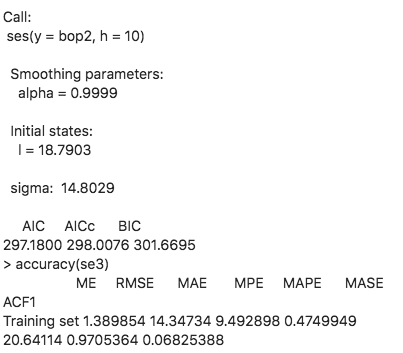 Call:
ses(y = bop2, h = 10)
Smoothing parameters:
alpha = 0.9999
Initial states:
l = 18.7903
sigma: 14.8029
AIC AICc BIC
297.1800 298.0076 301.6695
> accuracy(se3)
ME RMSE MAE MPE MAPE MASE
ACF1
Training set 1.389854 14.34734 9.492898 0.4749949
20.64114 0.9705364 0.06825388